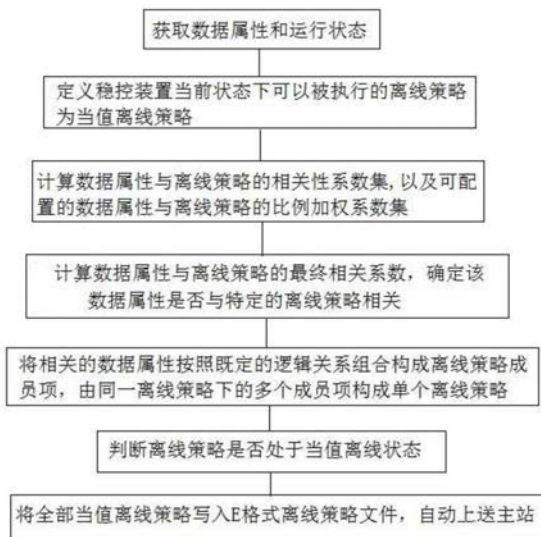 获取数据属性和运行状态
定义稳控装置当前状态下可以被执行的离线策略
为当值离线策略
计算数据属性与离线策略的相关性系数集,以及可配
置的数据属性与策略的比例加权系数集
计算数据属性与离线策略的最终相关系数，确定该
数据属性是否与特定的离线策略相关
将相关的数据属性按照既定的逻辑关系组合构成离线策略成
员项，由同一离线策略下的多个成员项构成单个离线策略
判断离线策略是否处于当值离线状态
将全部当值离线策略写入E格式离线策略文件，自动上送主站